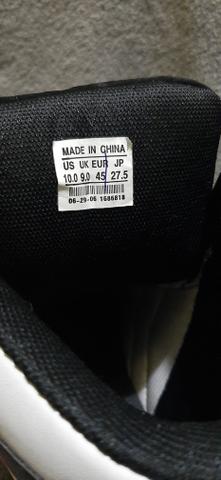 MADE IN CHINA
US UK EUR JP
10.0 9.0 45 27.5
06-29-06 1686818